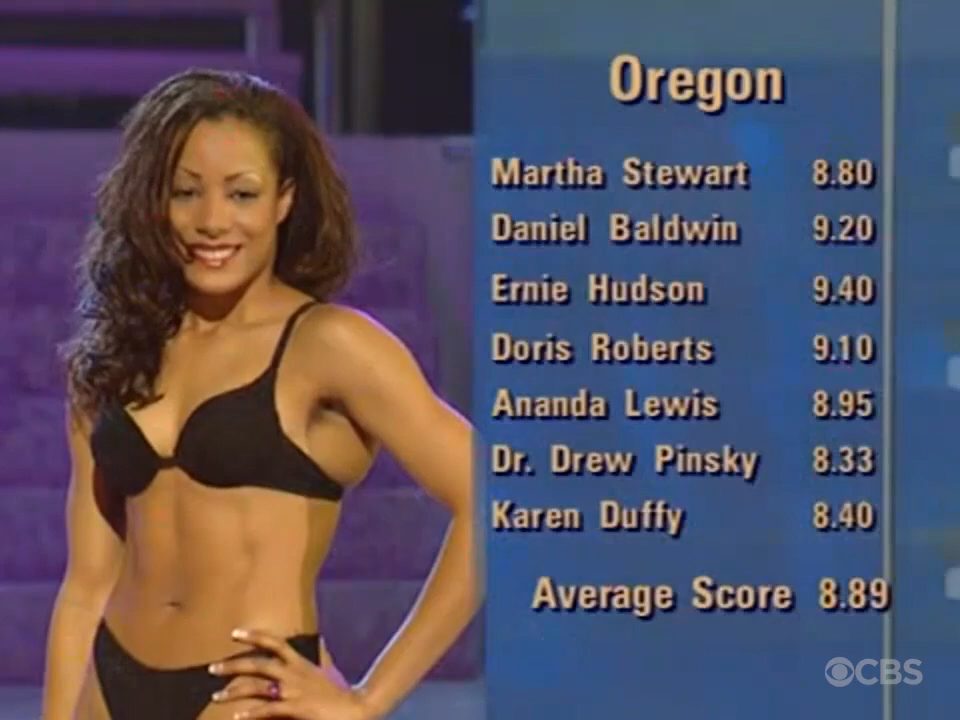 Oregon
Martha Stewart 8.80
Daniel Baldwin 9.20
Ernie Hudson 9.40
Doris Roberts 9.10
Ananda Lewis 8.95
Dr. Drew Pinsky 8.33
Karen Duffy 8.40
Average Score 8.89
CBS